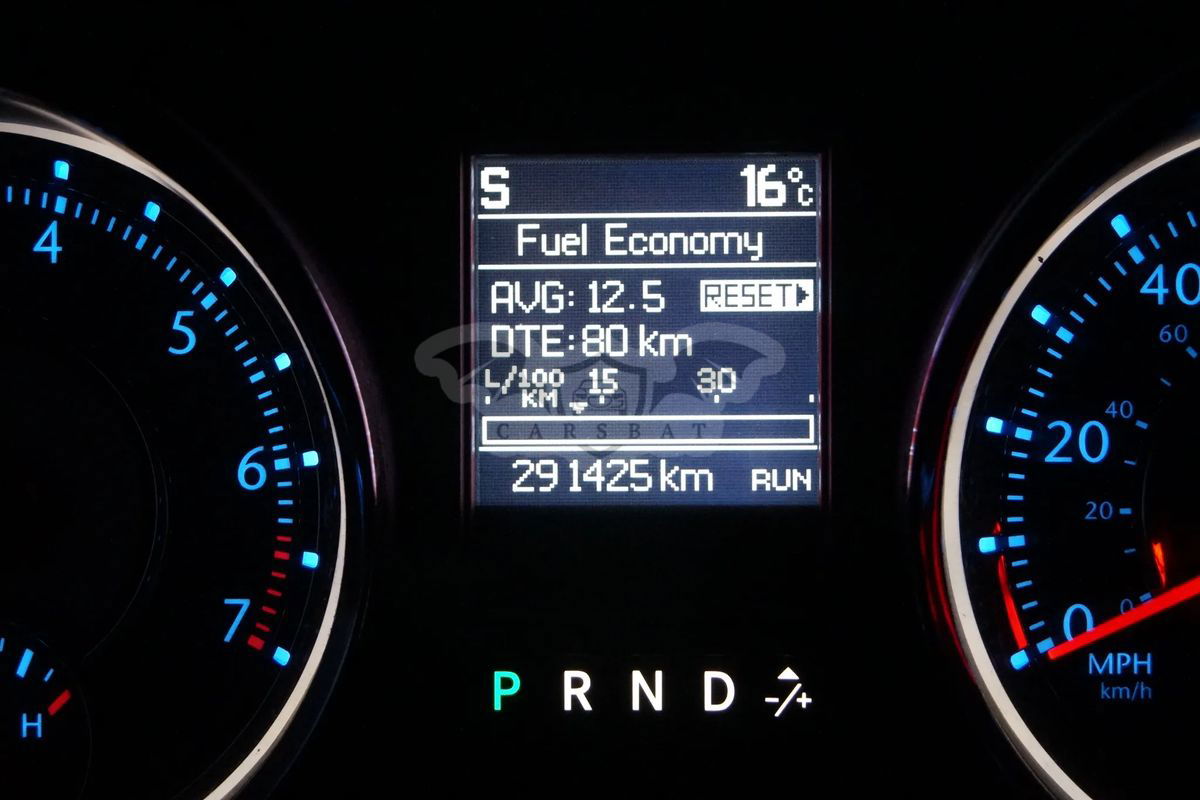 S 16°C
Fuel Economy
AVG: 12.5 RESET
DTE: 80 km
L/100 KM 15 30
CARSBAT
291425 km RUN
P R N D -/+
4
5
6
7
H
40
60
40
20
20
0
0
MPH
km/h